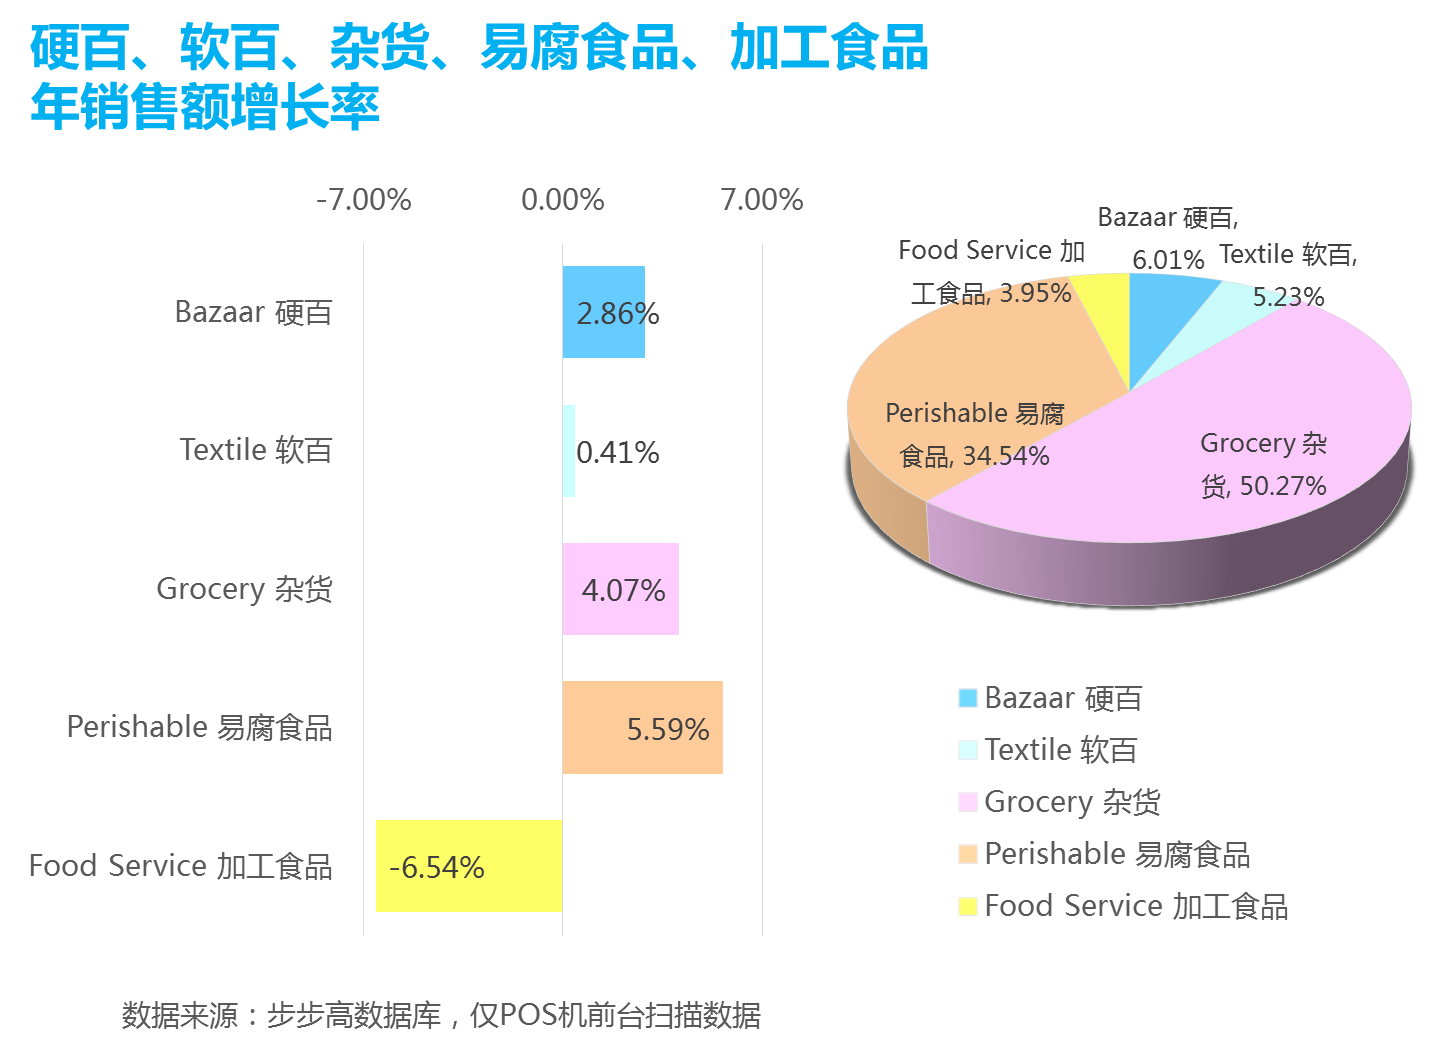 硬百、软百、杂货、易腐食品、加工食品
年销售额增长率
-7.00% 0.00% 7.00%
Bazaar 硬百 2.86%
Textile 软百 0.41%
Grocery 杂货 4.07%
Perishable 易腐食品 5.59%
Food Service 加工食品 -6.54%
Bazaar 硬百,
6.01%
Textile 软百,
5.23%
Food Service 加
工食品, 3.95%
Perishable 易腐
食品, 34.54%
Grocery 杂
货, 50.27%
Bazaar 硬百
Textile 软百
Grocery 杂货
Perishable 易腐食品
Food Service 加工食品
数据来源：步步高数据库，仅POS机前台扫描数据